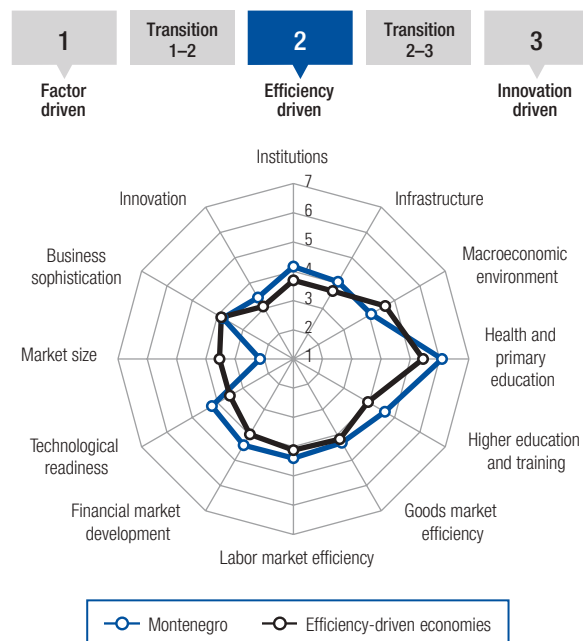 1
Transition
1–2
2
Transition
2–3
3
Factor
driven
Efficiency
driven
Innovation
driven
Institutions
Infrastructure
Macroeconomic
environment
Health and
primary
education
Higher education
and training
Goods market
efficiency
Labor market efficiency
Financial market
development
Technological
readiness
Market size
Business
sophistication
Innovation
7
6
5
4
3
2
1
Montenegro
Efficiency-driven economies